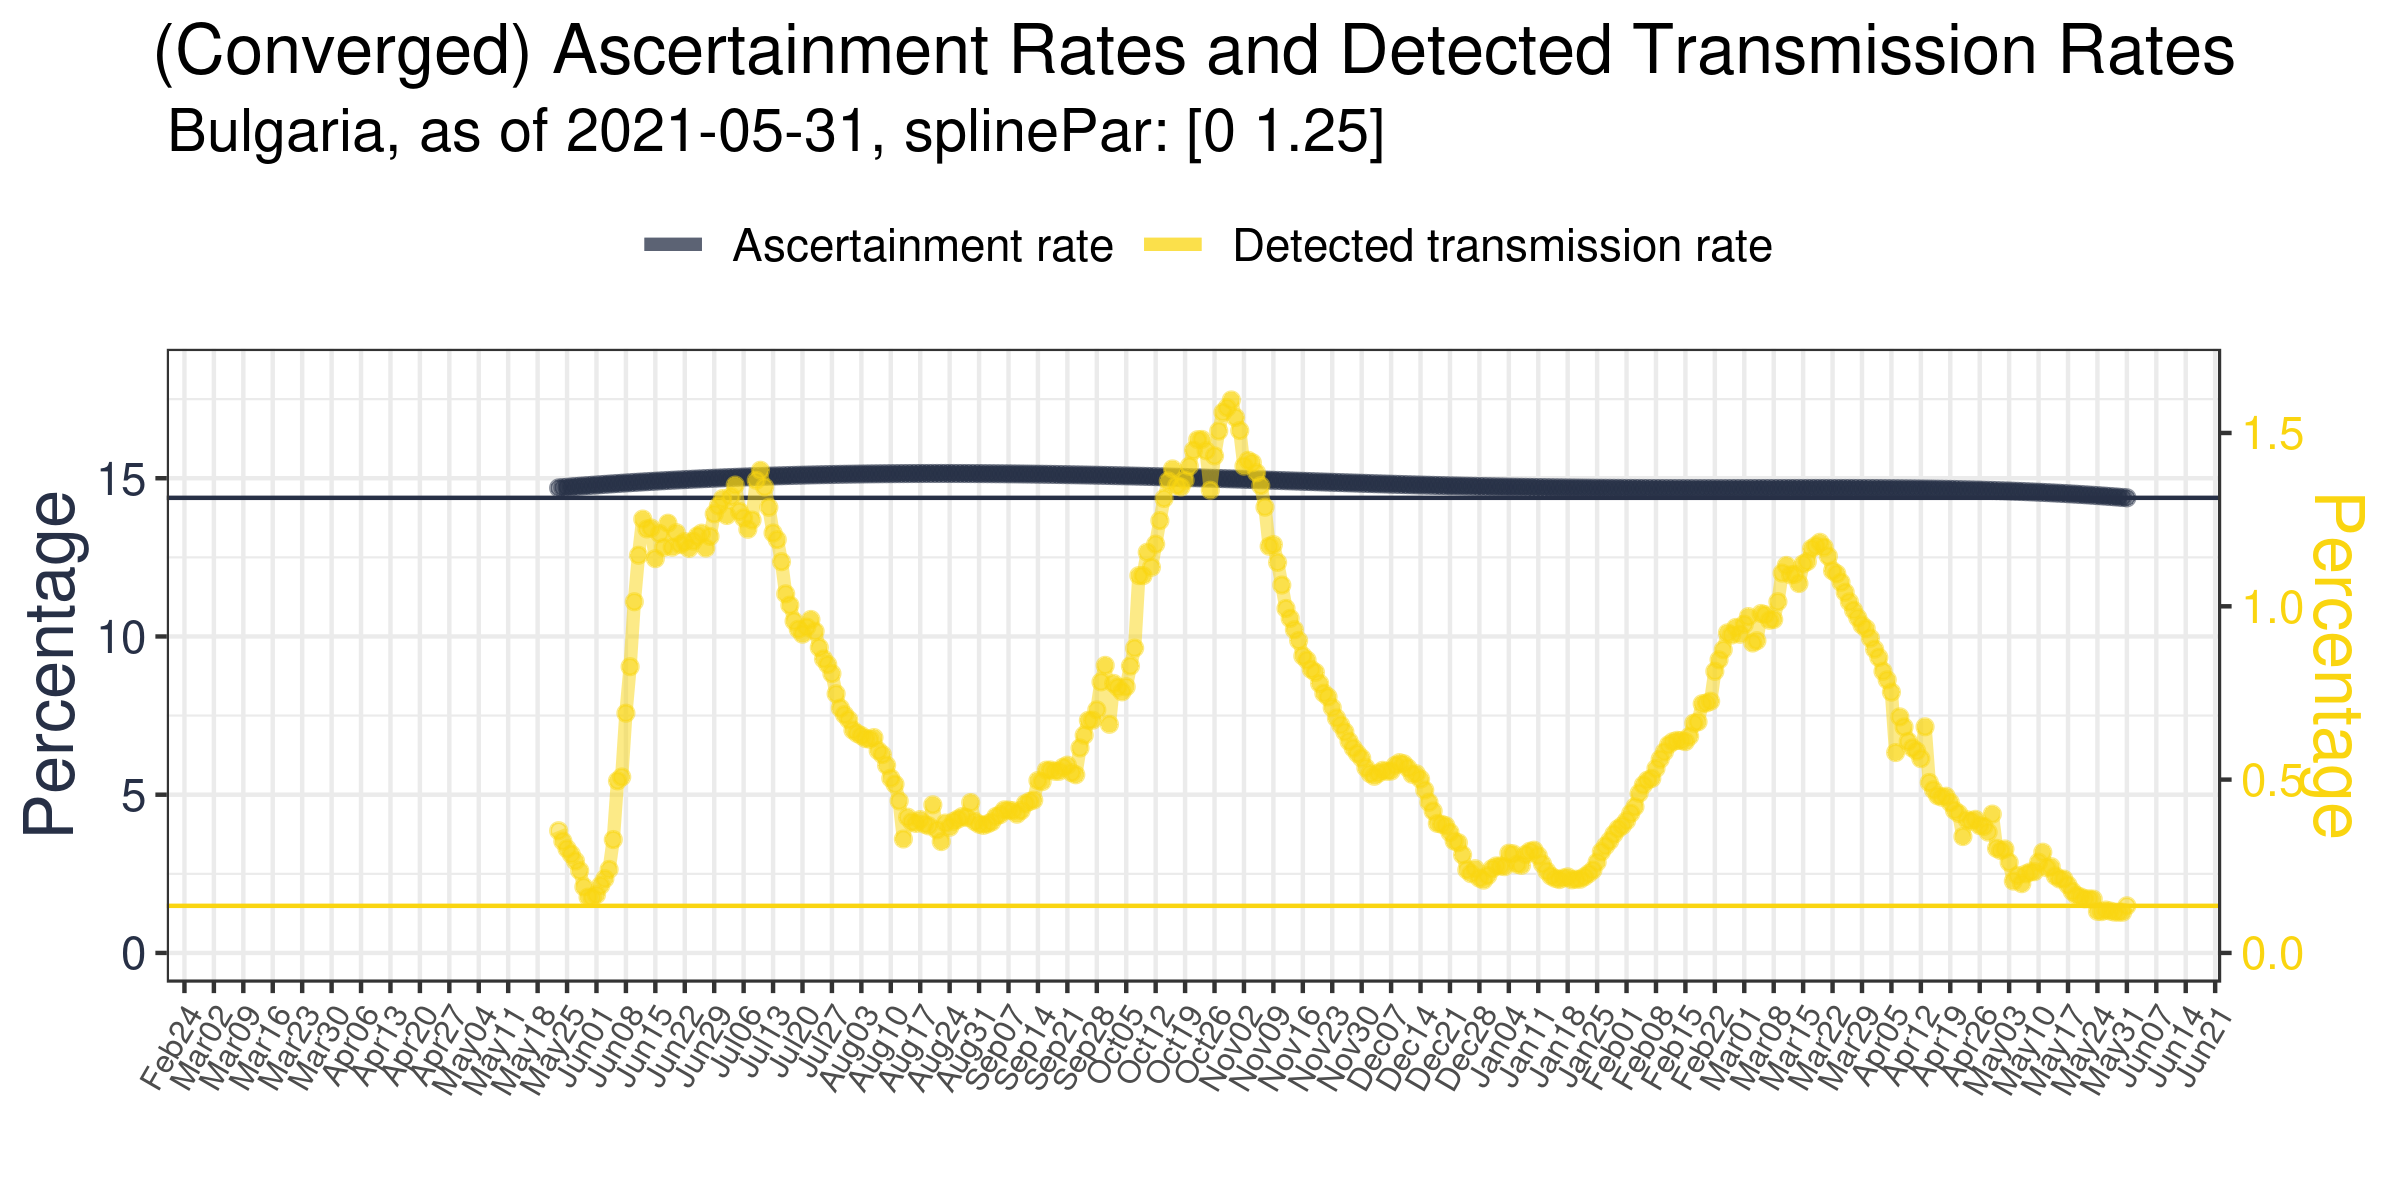 (Converged) Ascertainment Rates and Detected Transmission Rates
Bulgaria, as of 2021-05-31, splinePar: [0 1.25]
Ascertainment rate
Detected transmission rate
Percentage
15
10
5
0
1.5
1.0
0.5
0.0
Percentage
Feb24
Mar02
Mar09
Mar16
Mar23
Mar30
Apr06
Apr13
Apr20
Apr27
May04
May11
May18
May25
Jun01
Jun08
Jun15
Jun22
Jun29
Jul06
Jul13
Jul20
Jul27
Aug03
Aug10
Aug17
Aug24
Aug31
Sep07
Sep14
Sep21
Sep28
Oct05
Oct12
Oct19
Oct26
Nov02
Nov09
Nov16
Nov23
Nov30
Dec07
Dec14
Dec21
Dec28
Jan04
Jan11
Jan18
Jan25
Feb01
Feb08
Feb15
Feb22
Mar01
Mar08
Mar15
Mar22
Mar29
Apr05
Apr12
Apr19
Apr26
May03
May10
May17
May24
May31
Jun07
Jun14
Jun21